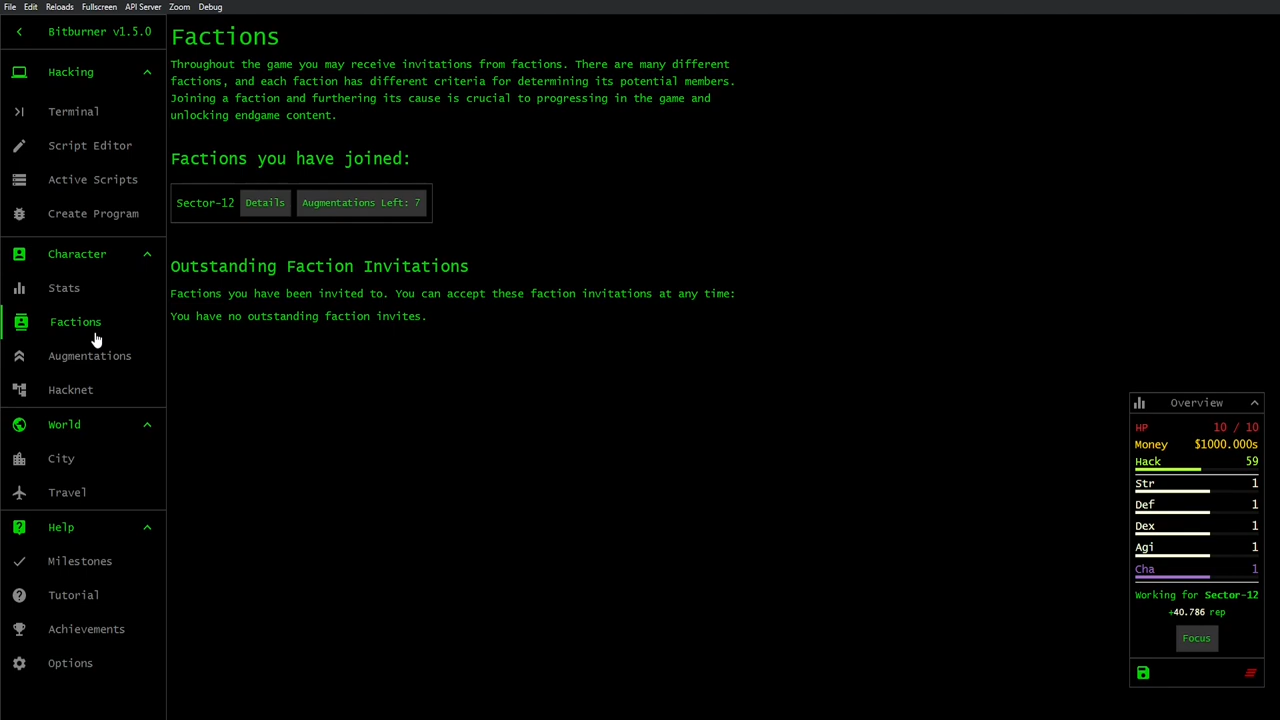 File Edit Reloads Fullscreen API Server Zoom Debug
Bitburner v1.5.0
Hacking
Terminal
Script Editor
Active Scripts
Create Program
Character
Stats
Factions
Augmentations
Hacknet
World
City
Travel
Help
Milestones
Tutorial
Achievements
Options
Factions
Throughout the game you may receive invitations from factions. There are many different
factions, and each faction has different criteria for determining its potential members.
Joining a faction and furthering its cause is crucial to progressing in the game and
unlocking endgame content.
Factions you have joined:
Sector-12 Details Augmentations Left: 7
Outstanding Faction Invitations
Factions you have been invited to. You can accept these faction invitations at any time:
You have no outstanding faction invites.
Overview
HP 10 / 10
Money $1000.000s
Hack 59
Str 1
Def 1
Dex 1
Agi 1
Cha 1
Working for Sector-12
+40.786 rep
Focus